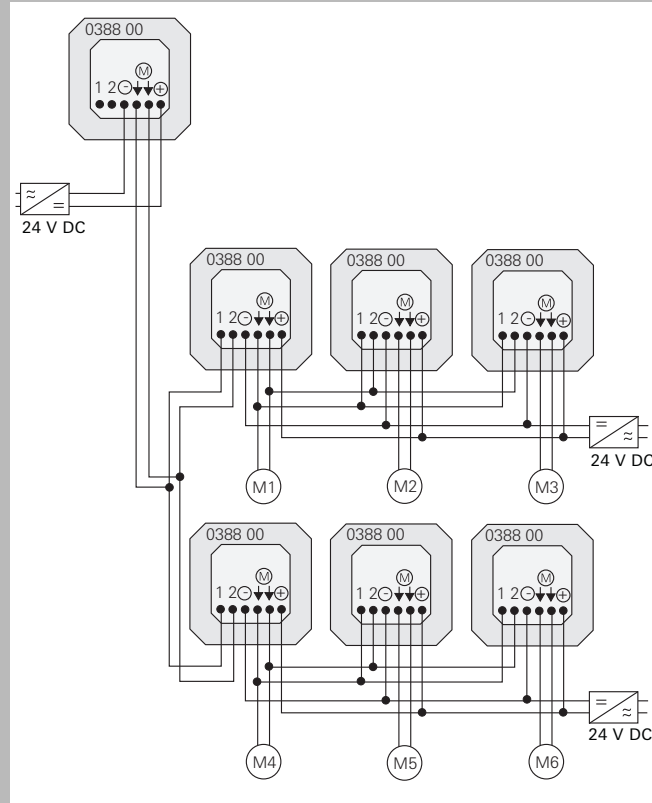 0388 00
M
1 2 - +
≈ =
24 V DC
0388 00 0388 00 0388 00
M M M
1 2 - + 1 2 - + 1 2 - +
= ≈
24 V DC
M1 M2 M3
0388 00 0388 00 0388 00
M M M
1 2 - + 1 2 - + 1 2 - +
= ≈
24 V DC
M4 M5 M6